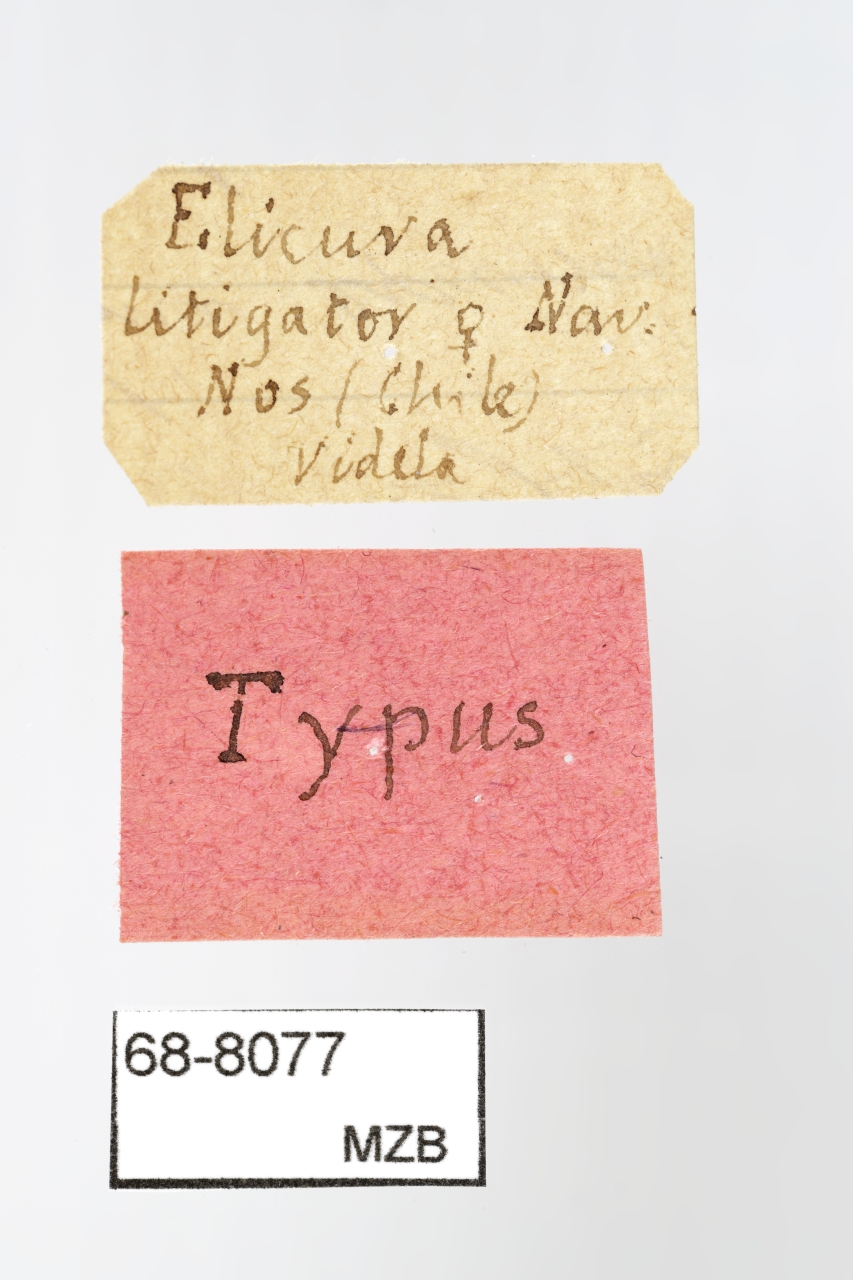 Elicura
litigator ♀ Nav.
Nos (Chile)
Videla
Typus
68-8077
MZB